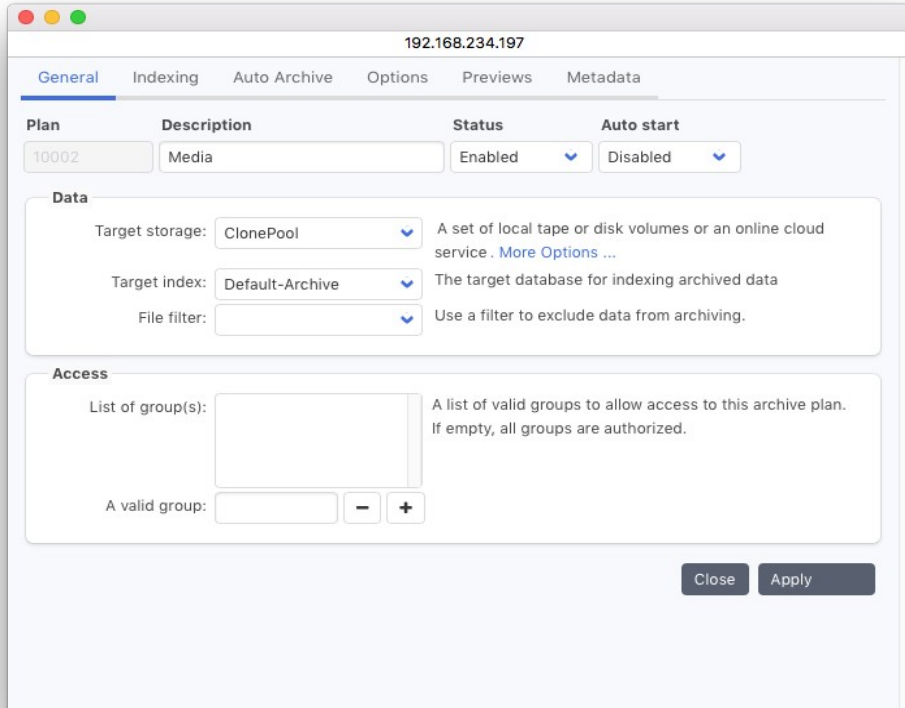 192.168.234.197
General Indexing Auto Archive Options Previews Metadata
Plan Description Status Auto start
10002 Media Enabled Disabled
Data
Target storage: ClonePool A set of local tape or disk volumes or an online cloud
service . More Options ...
Target index: Default-Archive The target database for indexing archived data
File filter: Use a filter to exclude data from archiving.
Access
List of group(s): A list of valid groups to allow access to this archive plan.
If empty, all groups are authorized.
A valid group: − +
Close Apply